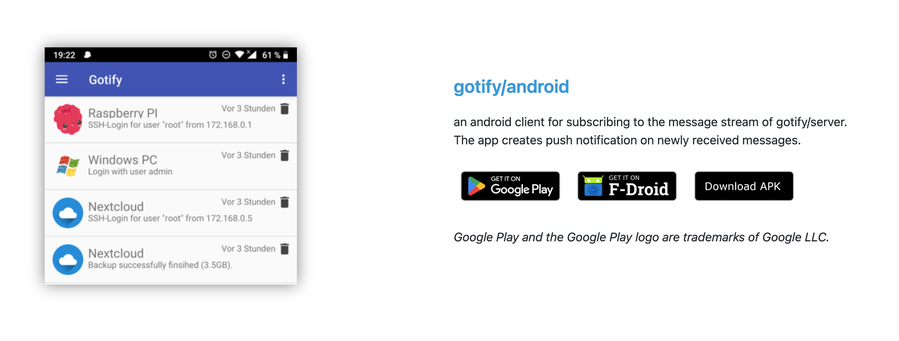 19:22
61 %
Gotify
Raspberry PI
Vor 3 Stunden
SSH-Login for user "root" from 172.168.0.1
Windows PC
Vor 3 Stunden
Login with user admin
Nextcloud
Vor 3 Stunden
SSH-Login for user "root" from 172.168.0.5
Nextcloud
Vor 3 Stunden
Backup successfully finsihed (3.5GB).
gotify/android
an android client for subscribing to the message stream of gotify/server.
The app creates push notification on newly received messages.
GET IT ON
Google Play
GET IT ON
F-Droid
Download APK
Google Play and the Google Play logo are trademarks of Google LLC.